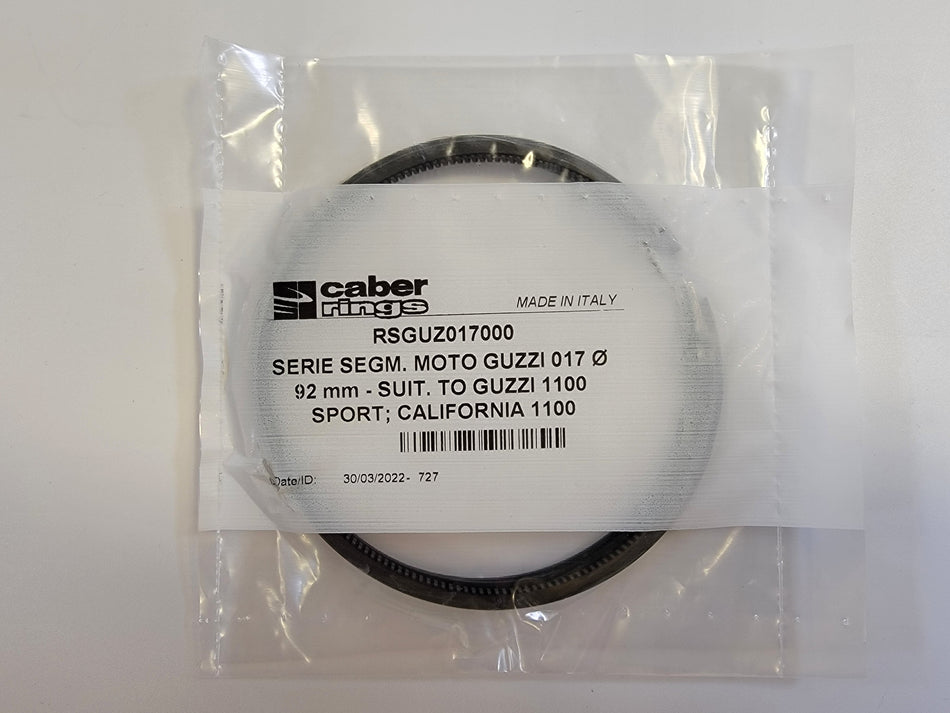 caber
rings
MADE IN ITALY
RSGUZ017000
SERIE SEGM. MOTO GUZZI 017 Ø
92 mm - SUIT. TO GUZZI 1100
SPORT; CALIFORNIA 1100
Date/ID: 30/03/2022- 727